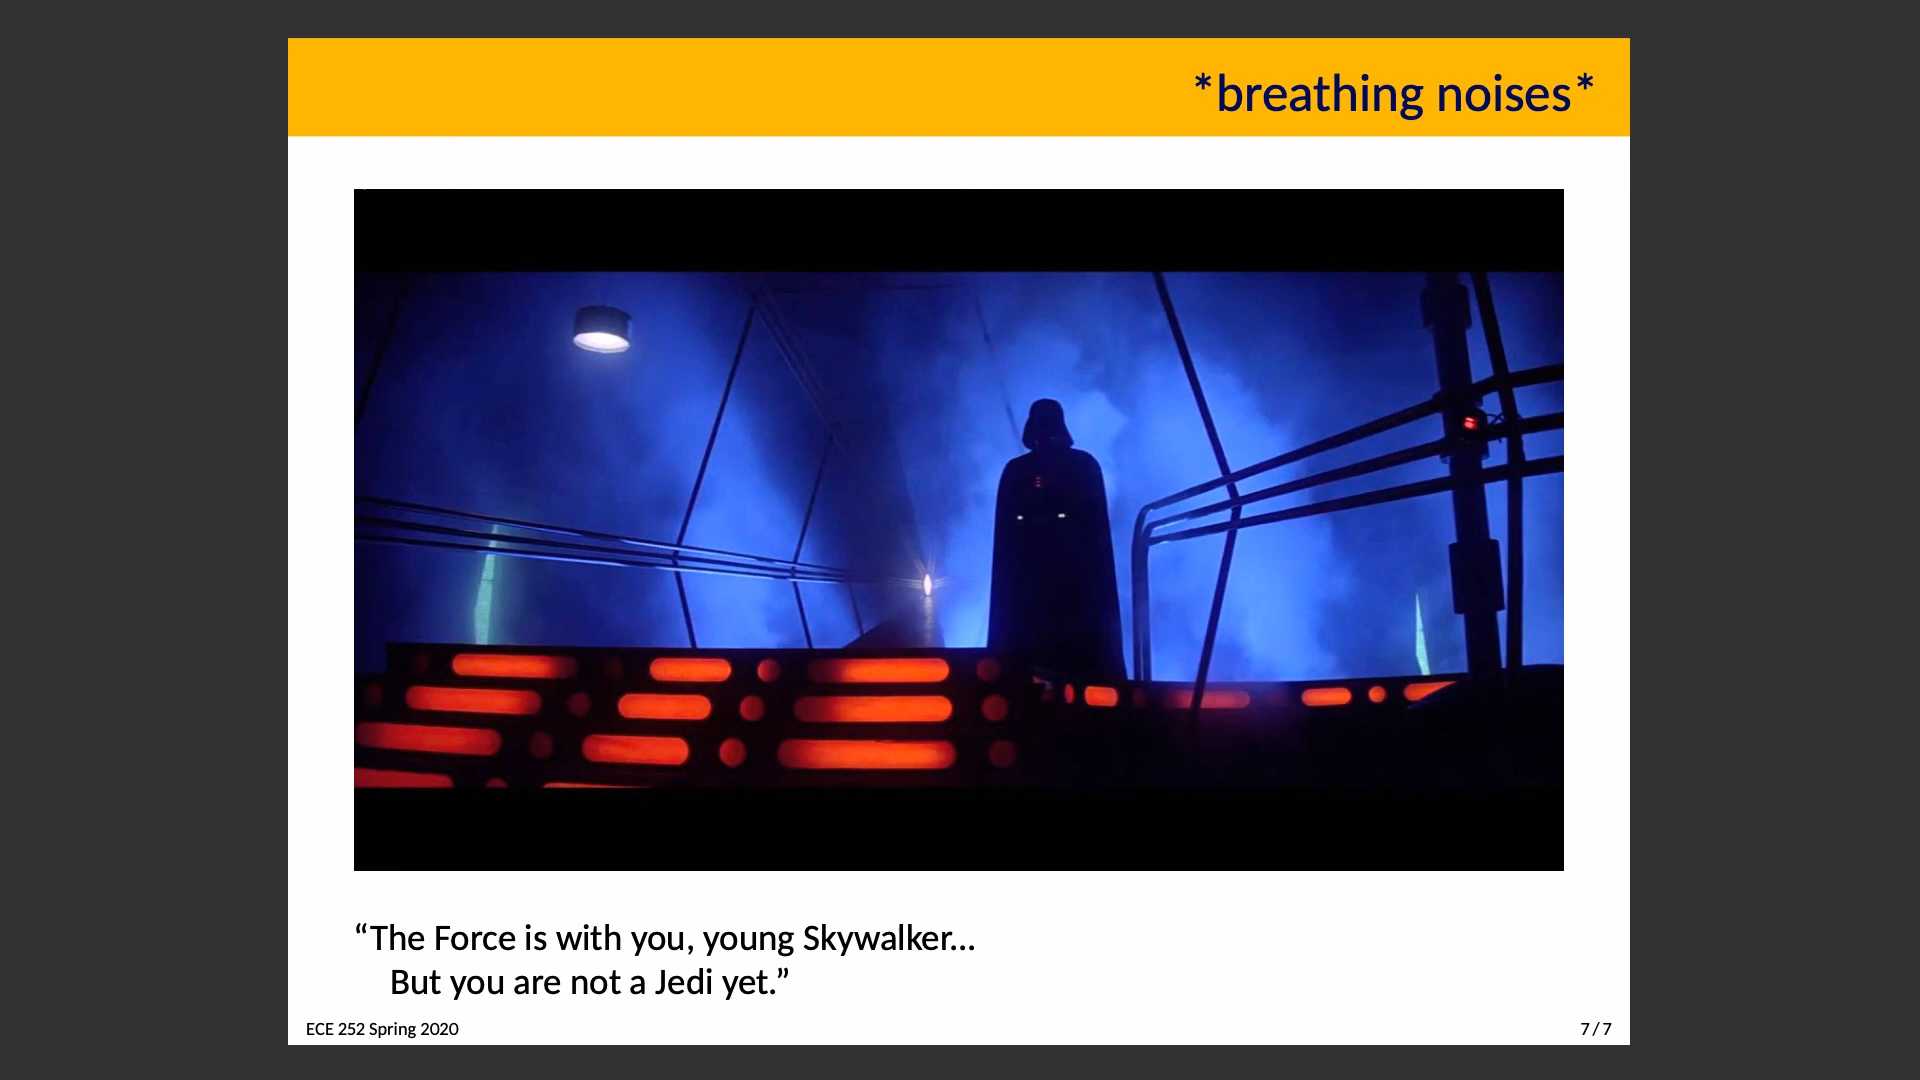 *breathing noises*
“The Force is with you, young Skywalker...
But you are not a Jedi yet.”
ECE 252 Spring 2020
7 / 7